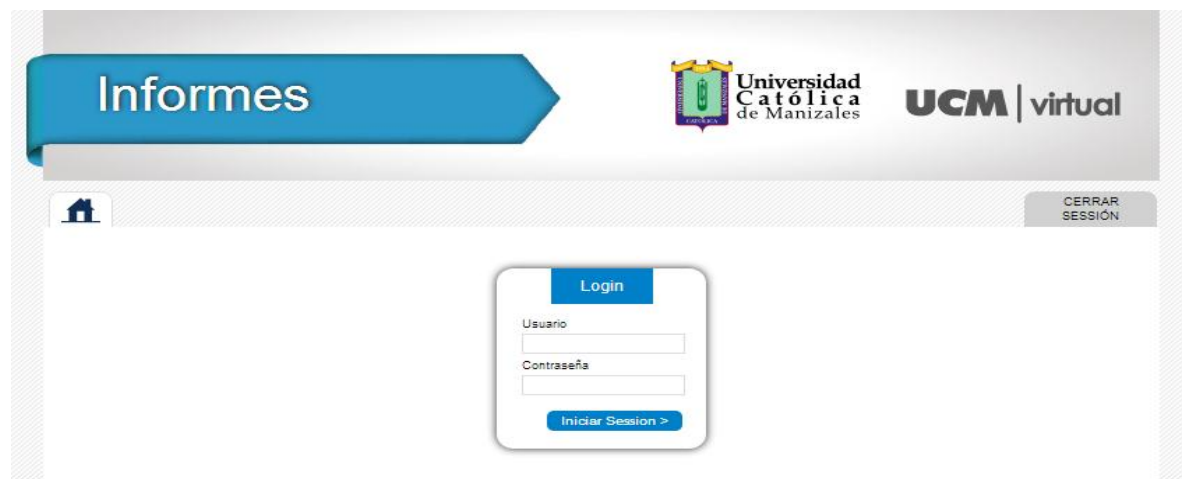 Informes
Universidad
Católica
de Manizales
UCM | virtual
CERRAR
SESSIÓN
Login
Usuario
Contraseña
Iniciar Session >